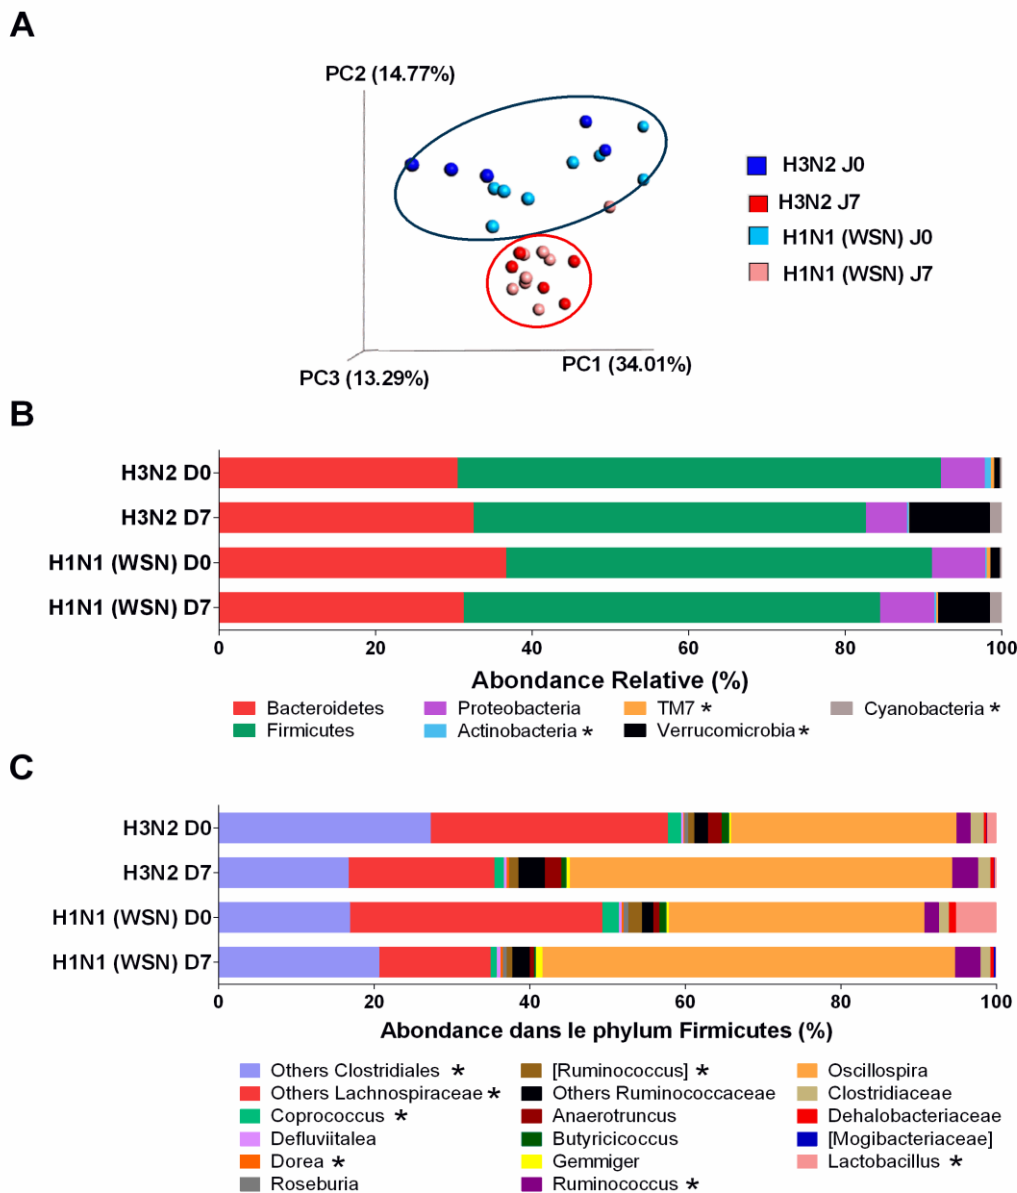 A
PC2 (14.77%)
PC1 (34.01%)
PC3 (13.29%)
H3N2 J0
H3N2 J7
H1N1 (WSN) J0
H1N1 (WSN) J7
B
H3N2 D0
H3N2 D7
H1N1 (WSN) D0
H1N1 (WSN) D7
0 20 40 60 80 100
Abondance Relative (%)
Bacteroidetes Proteobacteria TM7 * Cyanobacteria *
Firmicutes Actinobacteria * Verrucomicrobia *
C
H3N2 D0
H3N2 D7
H1N1 (WSN) D0
H1N1 (WSN) D7
0 20 40 60 80 100
Abondance dans le phylum Firmicutes (%)
Others Clostridiales * [Ruminococcus] * Oscillospira
Others Lachnospiraceae * Others Ruminoccaceae Clostridiaceae
Coprococcus * Anaerotruncus Dehalobacteriaceae
Defluviitalea Butyricicoccus [Mogibacteriaceae]
Dorea * Gemmiger Lactobacillus *
Roseburia Ruminococcus *